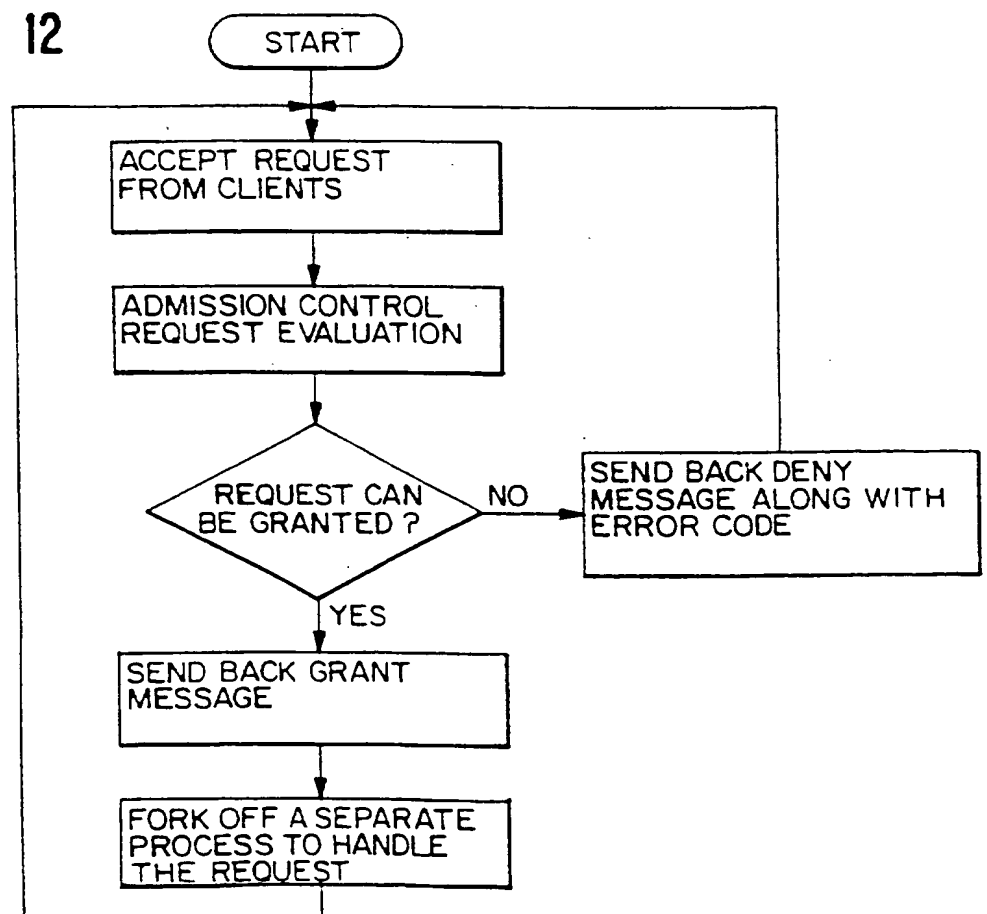 12
START
ACCEPT REQUEST
FROM CLIENTS
ADMISSION CONTROL
REQUEST EVALUATION
REQUEST CAN
BE GRANTED?
NO
SEND BACK DENY
MESSAGE ALONG WITH
ERROR CODE
YES
SEND BACK GRANT
MESSAGE
FORK OFF A SEPARATE
PROCESS TO HANDLE
THE REQUEST